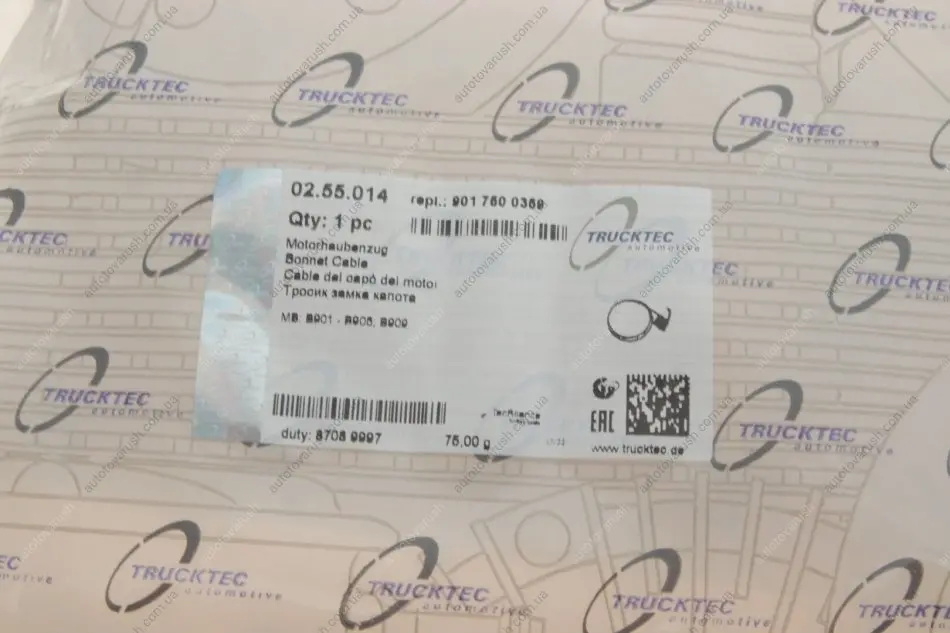 02.55.014
repl.: 901 750 0359
Qty: 1 pc
TRUCKTEC
automotive
Motorhaubenzug
Bonnet Cable
Cable del capó del motor
Тросик замка капота
MB. B901 - B905, B909
EAC
duty: 8708 9997
75,00 g
www.trucktec.de
TRUCKTEC
automotive
autotovarush.com.ua